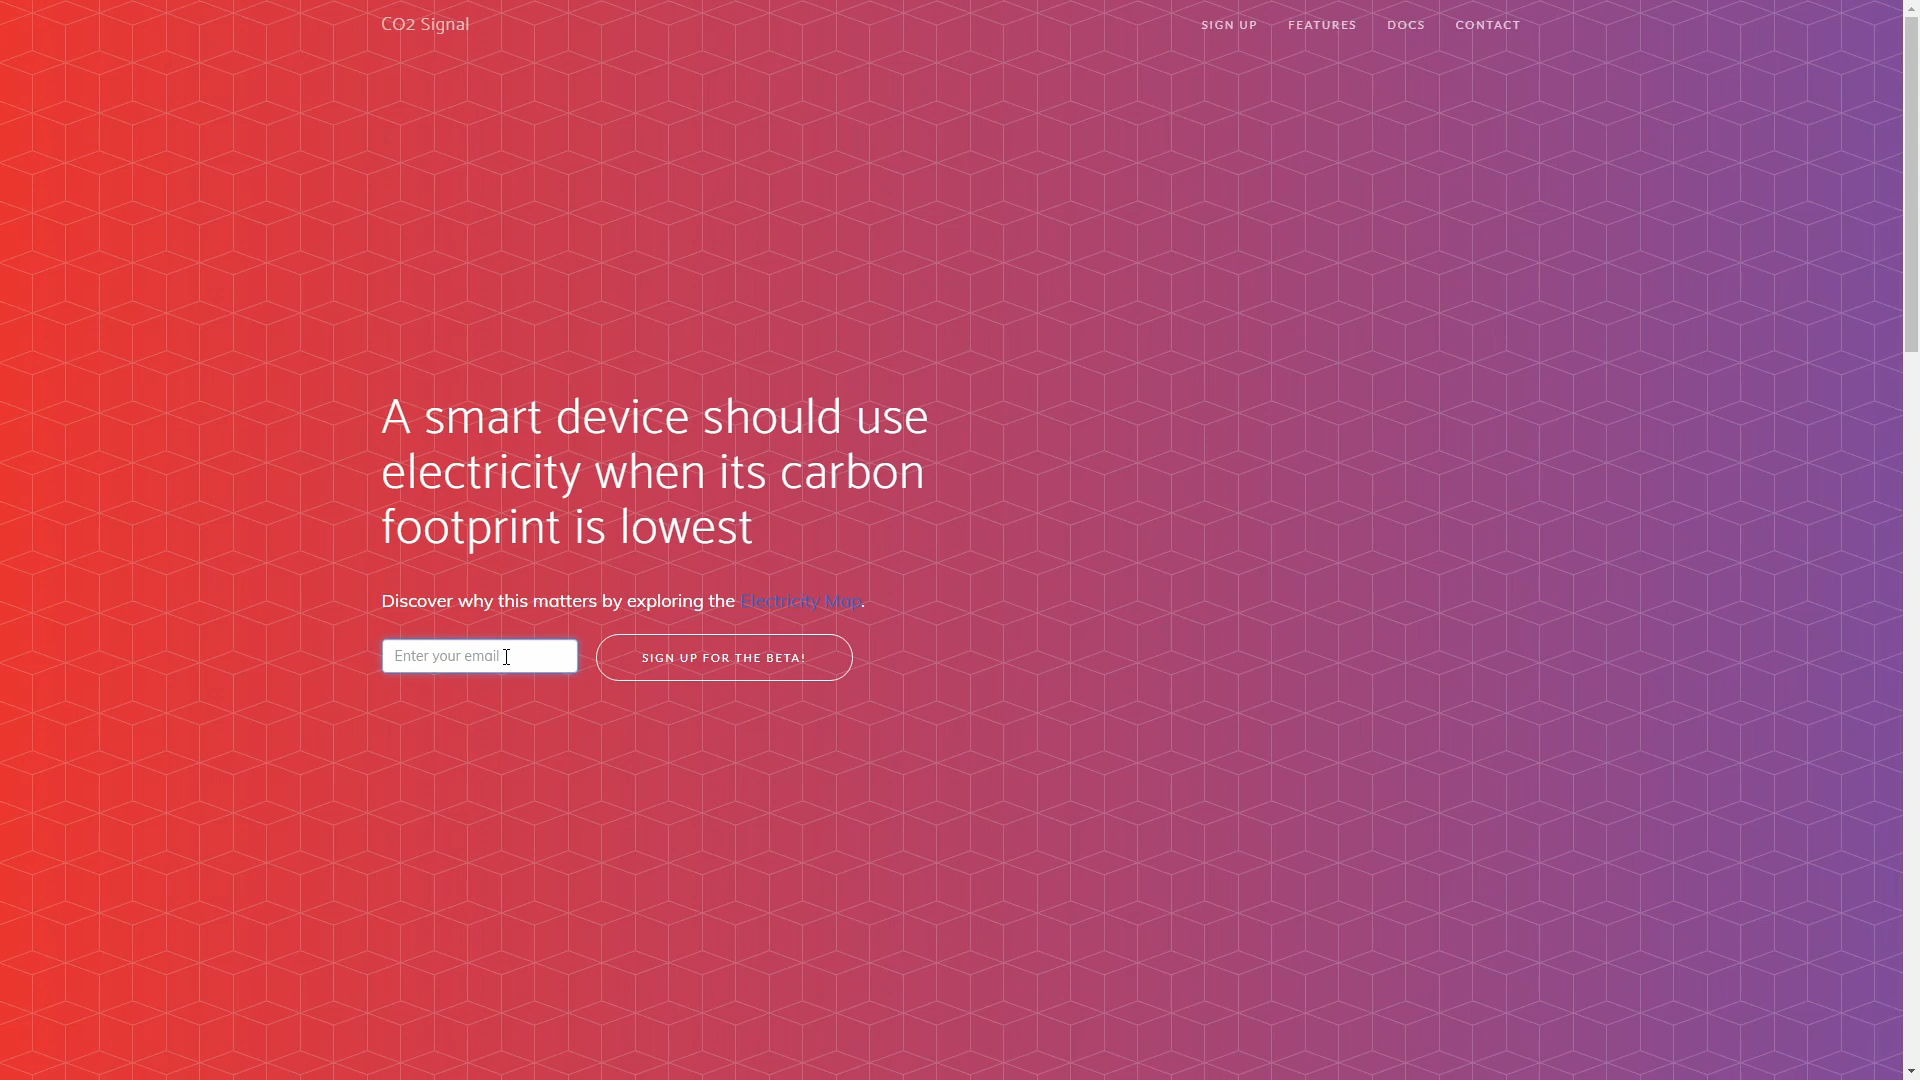 CO2 Signal
SIGN UP
FEATURES
DOCS
CONTACT
A smart device should use
electricity when its carbon
footprint is lowest
Discover why this matters by exploring the Electricity Map.
Enter your email
SIGN UP FOR THE BETA!